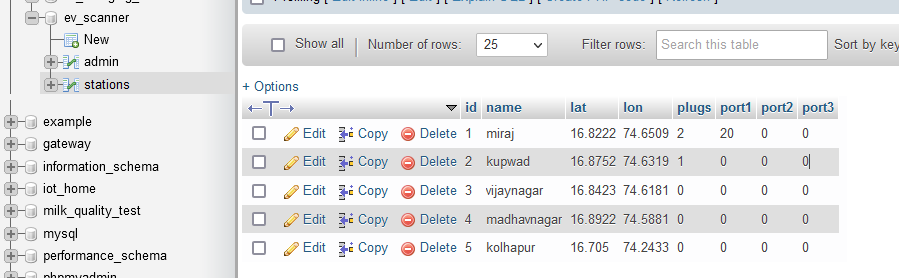 ev_scanner
New
admin
stations
example
gateway
information_schema
iot_home
milk_quality_test
mysql
performance_schema
phpmyadmin
Show all
Number of rows:
25
Filter rows:
Search this table
Sort by key
+ Options
id name lat lon plugs port1 port2 port3
Edit Copy Delete 1 miraj 16.8222 74.6509 2 20 0 0
Edit Copy Delete 2 kupwad 16.8752 74.6319 1 0 0 0
Edit Copy Delete 3 vijaynagar 16.8423 74.6181 0 0 0 0
Edit Copy Delete 4 madhavnagar 16.8922 74.5881 0 0 0 0
Edit Copy Delete 5 kolhapur 16.705 74.2433 0 0 0 0